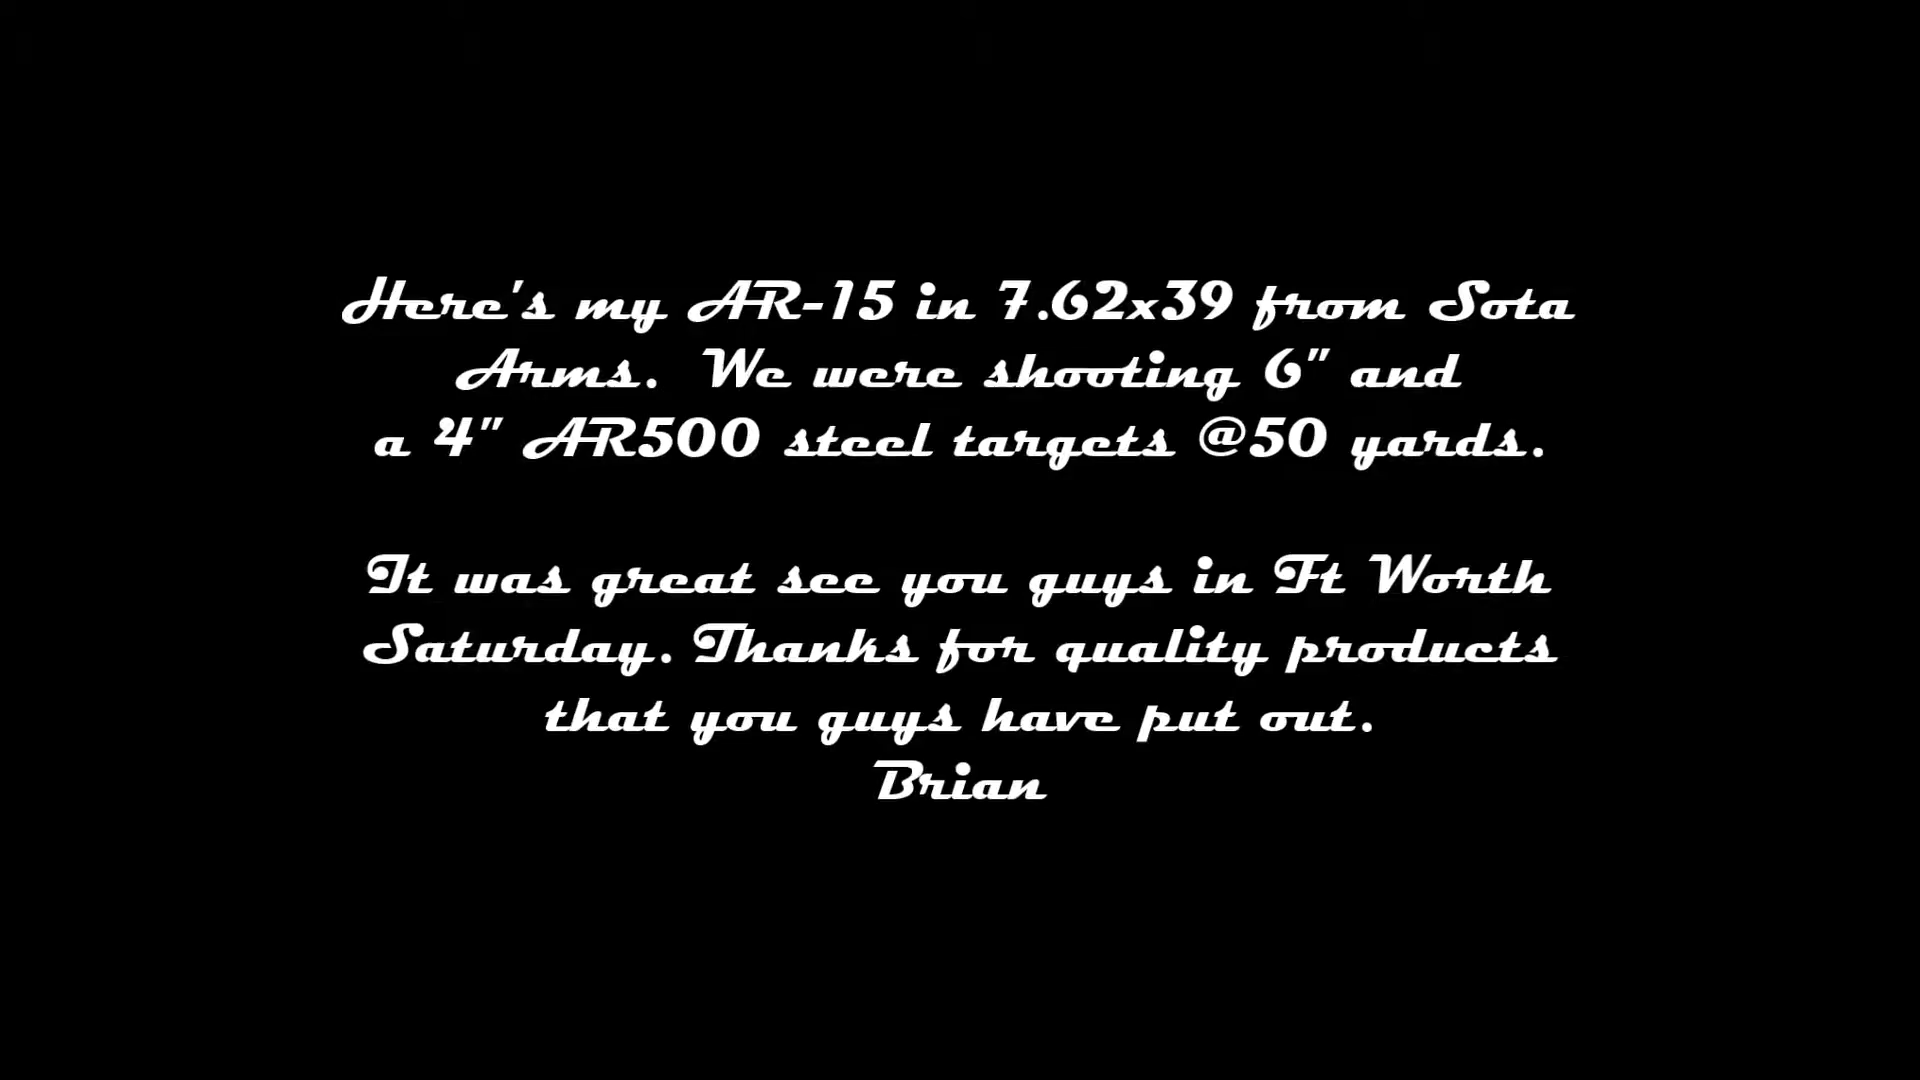 Here's my AR-15 in 7.62x39 from Sota
Arms.  We were shooting 6" and
a 4" AR500 steel targets @50 yards.
It was great see you guys in Ft Worth
Saturday. Thanks for quality products
that you guys have put out.
Brian